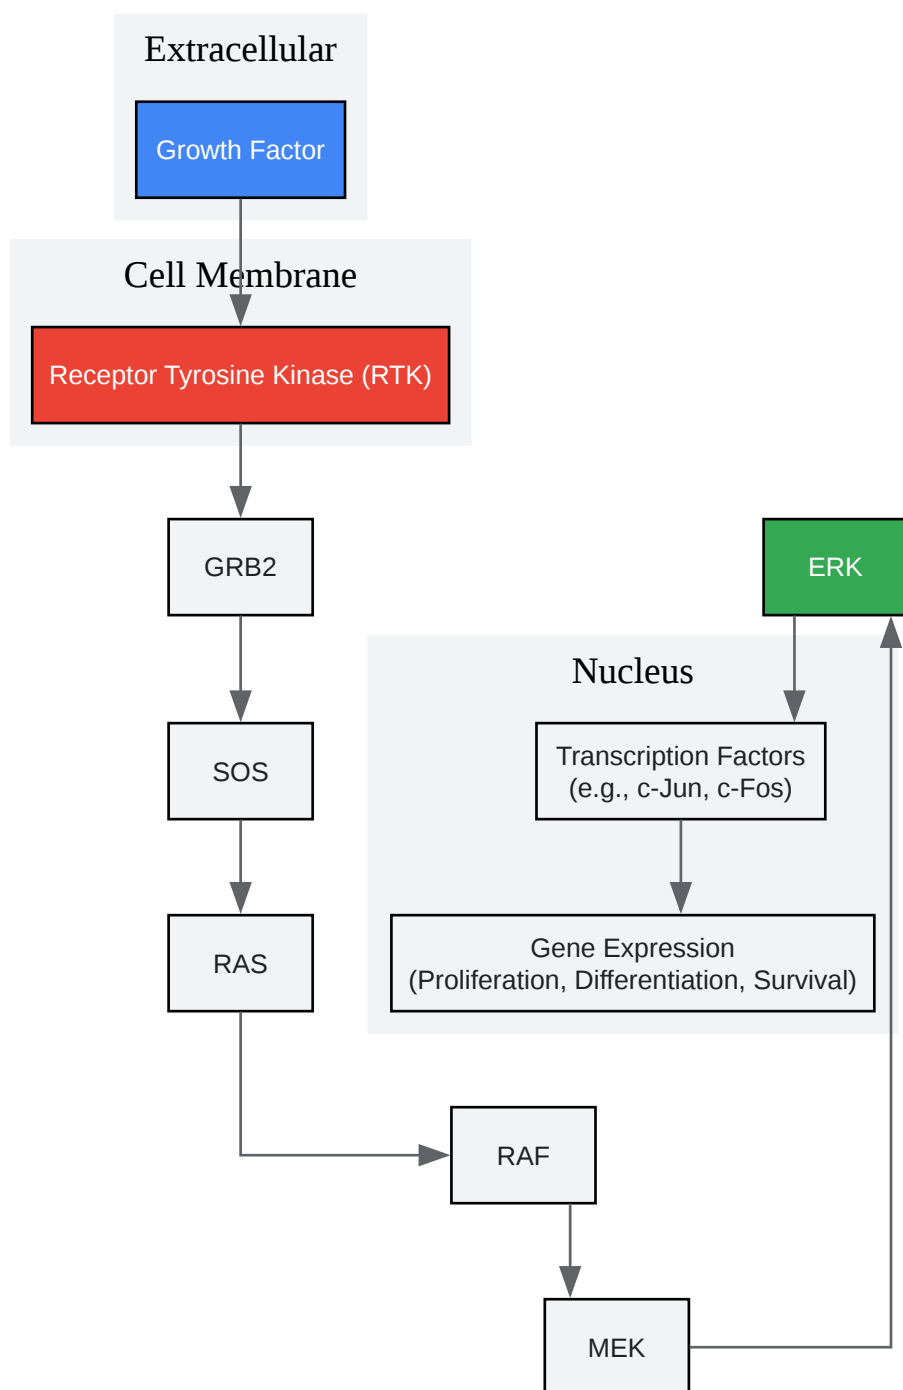 Extracellular
Growth Factor
Cell Membrane
Receptor Tyrosine Kinase (RTK)
GRB2
ERK
Nucleus
SOS
Transcription Factors
(e.g., c-Jun, c-Fos)
RAS
Gene Expression
(Proliferation, Differentiation, Survival)
RAF
MEK